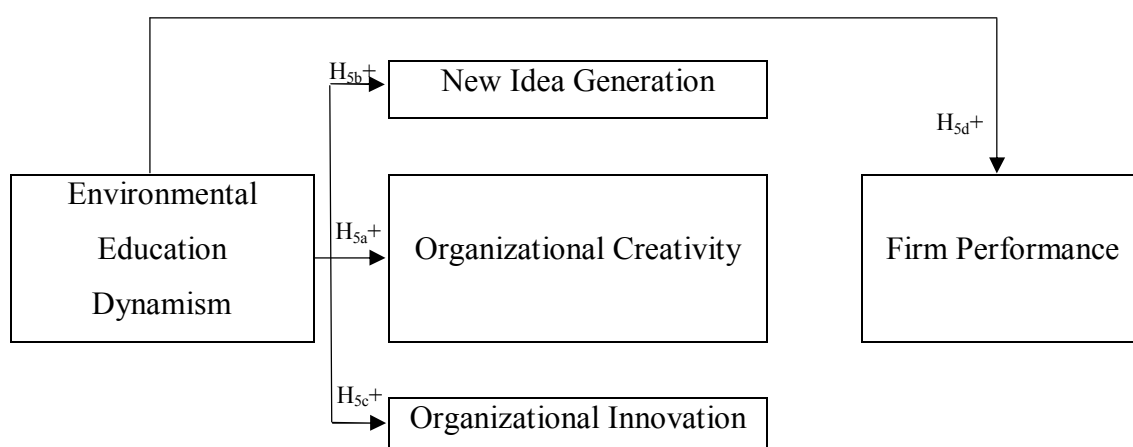 H5b+
New Idea Generation
H5d+
Environmental
Education
Dynamism
H5a+
Organizational Creativity
Firm Performance
H5c+
Organizational Innovation